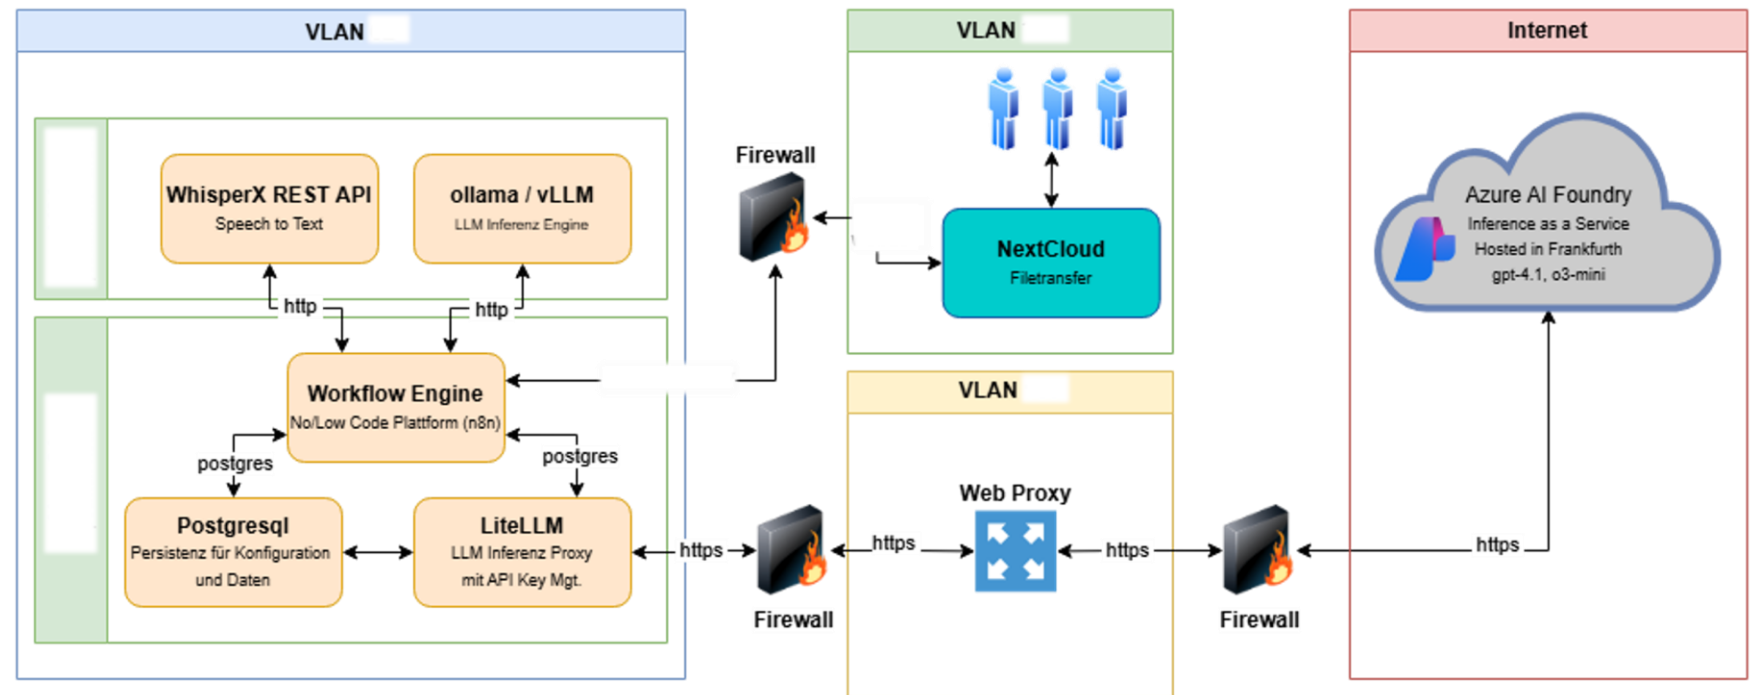 VLAN
VLAN
Internet
Firewall
WhisperX REST API
Speech to Text
ollama / vLLM
LLM Inferenz Engine
NextCloud
Filetransfer
Azure AI Foundry
Inference as a Service
Hosted in Frankfurth
gpt-4.1, o3-mini
http
http
Workflow Engine
No/Low Code Plattform (n8n)
VLAN
postgres
postgres
Postgresql
Persistenz für Konfiguration
und Daten
LiteLLM
LLM Inferenz Proxy
mit API Key Mgt.
https
Firewall
https
Web Proxy
https
Firewall
https